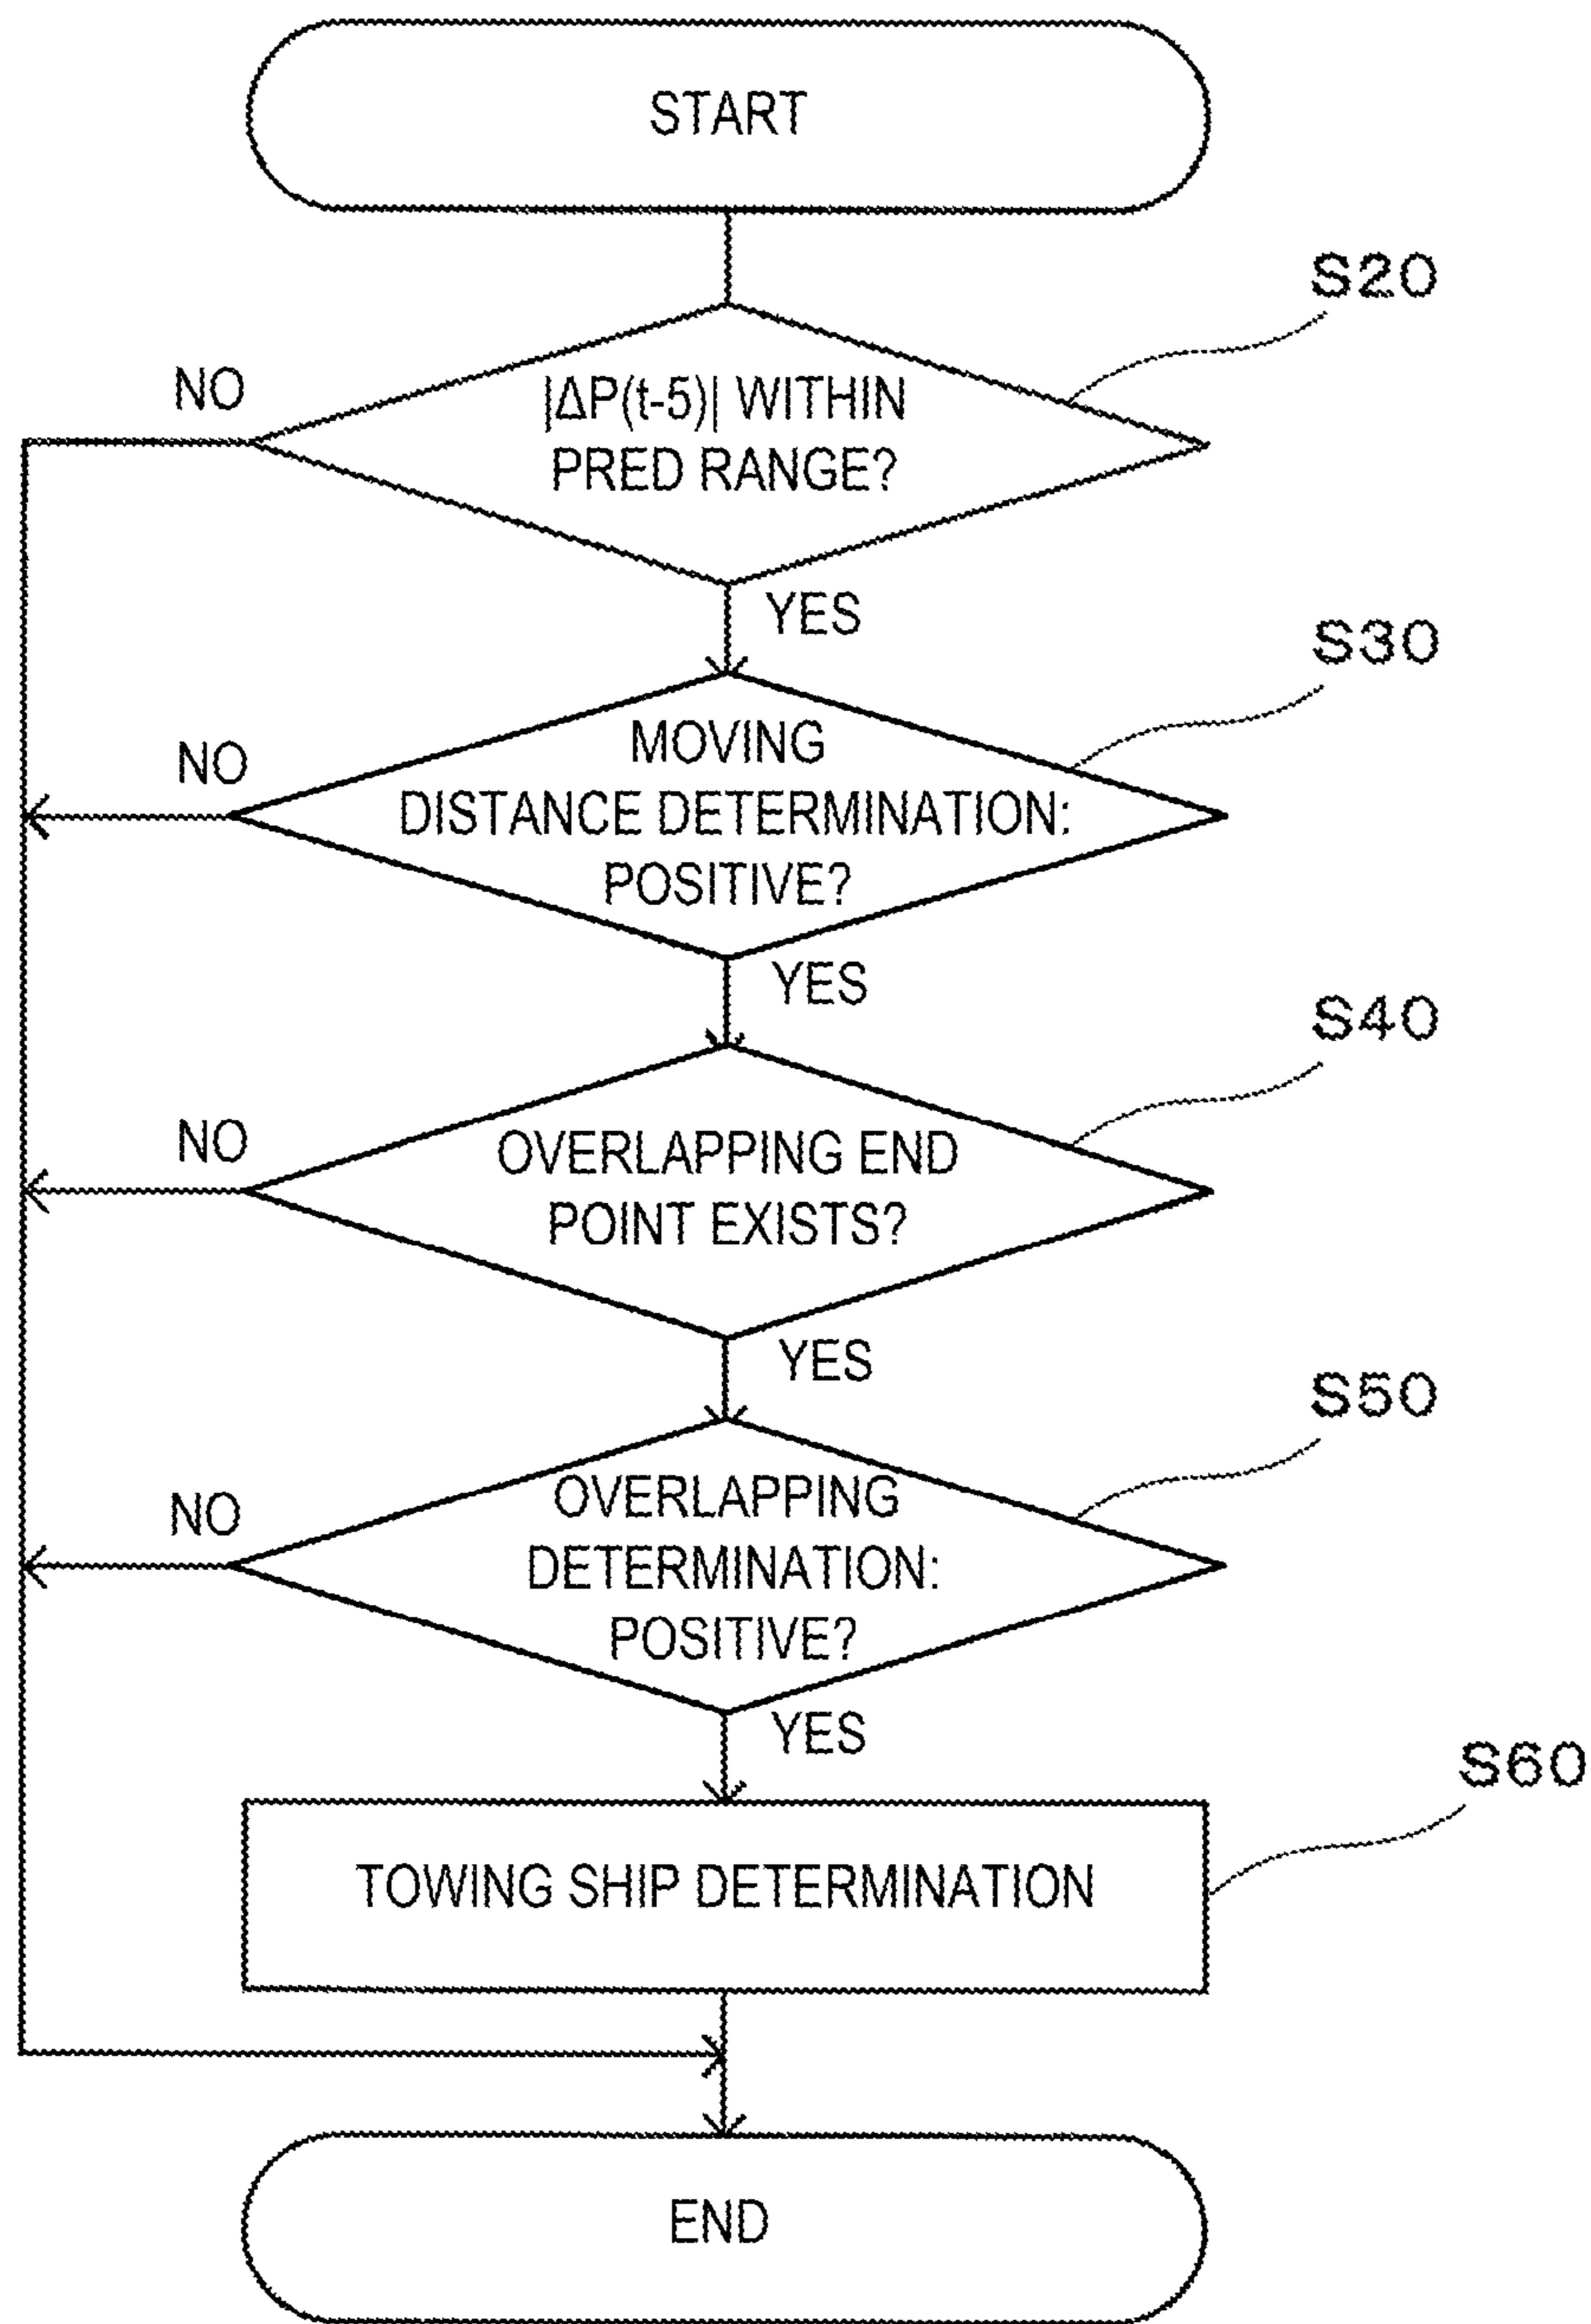 START
S20
NO
|ΔP(t-5)| WITHIN
PRED RANGE?
YES
S30
NO
MOVING
DISTANCE DETERMINATION:
POSITIVE?
YES
S40
NO
OVERLAPPING END
POINT EXISTS?
YES
S50
NO
OVERLAPPING
DETERMINATION:
POSITIVE?
YES
S60
TOWING SHIP DETERMINATION
END